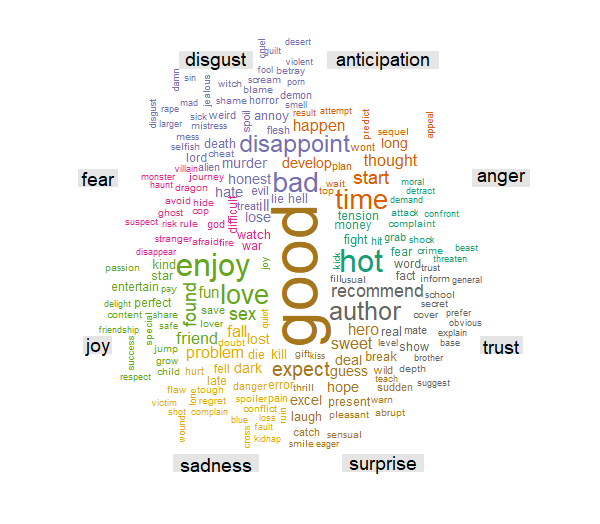 disgust
anticipation
fear
anger
joy
trust
sadness
surprise
cruel
desert
guilt
damn
sin
jealous
fool
violent
betray
witch
scream
porn
disgust
rape
mad
blame
demon
larger
sick
shame
horror
smell
weird
spoil
annoy
result
attempt
predict
appeal
mistress
flesh
happen
sequel
mess
death
disappoint
wont
long
selfish
lord
cheat
murder
develop
plan
thought
monster
villain
alien
haunt
journey
honest
bad
top
wait
start
moral
dragon
hate
evil
lie
hell
time
detract
avoid
hide
difficult
treat
ill
demand
ghost
cop
lose
tension
attack
confront
suspect
risk
rule
god
watch
money
complaint
stranger
afraid
fire
war
good
fight
hit
grab
shock
disappear
fear
crime
beast
passion
kind
enjoy
joy
kick
hot
word
trust
threaten
star
fill
usual
fact
inform
general
entertain
pay
found
fun
love
recommend
school
delight
perfect
secret
content
share
save
sex
quiet
author
cover
prefer
friendship
special
safe
lover
obvious
success
friend
fall
doubt
lost
hero
real
mate
explain
jump
problem
sweet
level
show
base
grow
die
kill
gift
kiss
deal
break
brother
respect
child
hurt
fell
dark
expect
guess
wild
depth
late
teach
flaw
lone
tough
danger
error
thrill
hope
sudden
suggest
victim
regret
spoiler
pain
excel
present
warn
shot
complain
conflict
ruin
laugh
pleasant
abrupt
wound
blue
loss
cross
fault
catch
sensual
kidnap
smile
eager